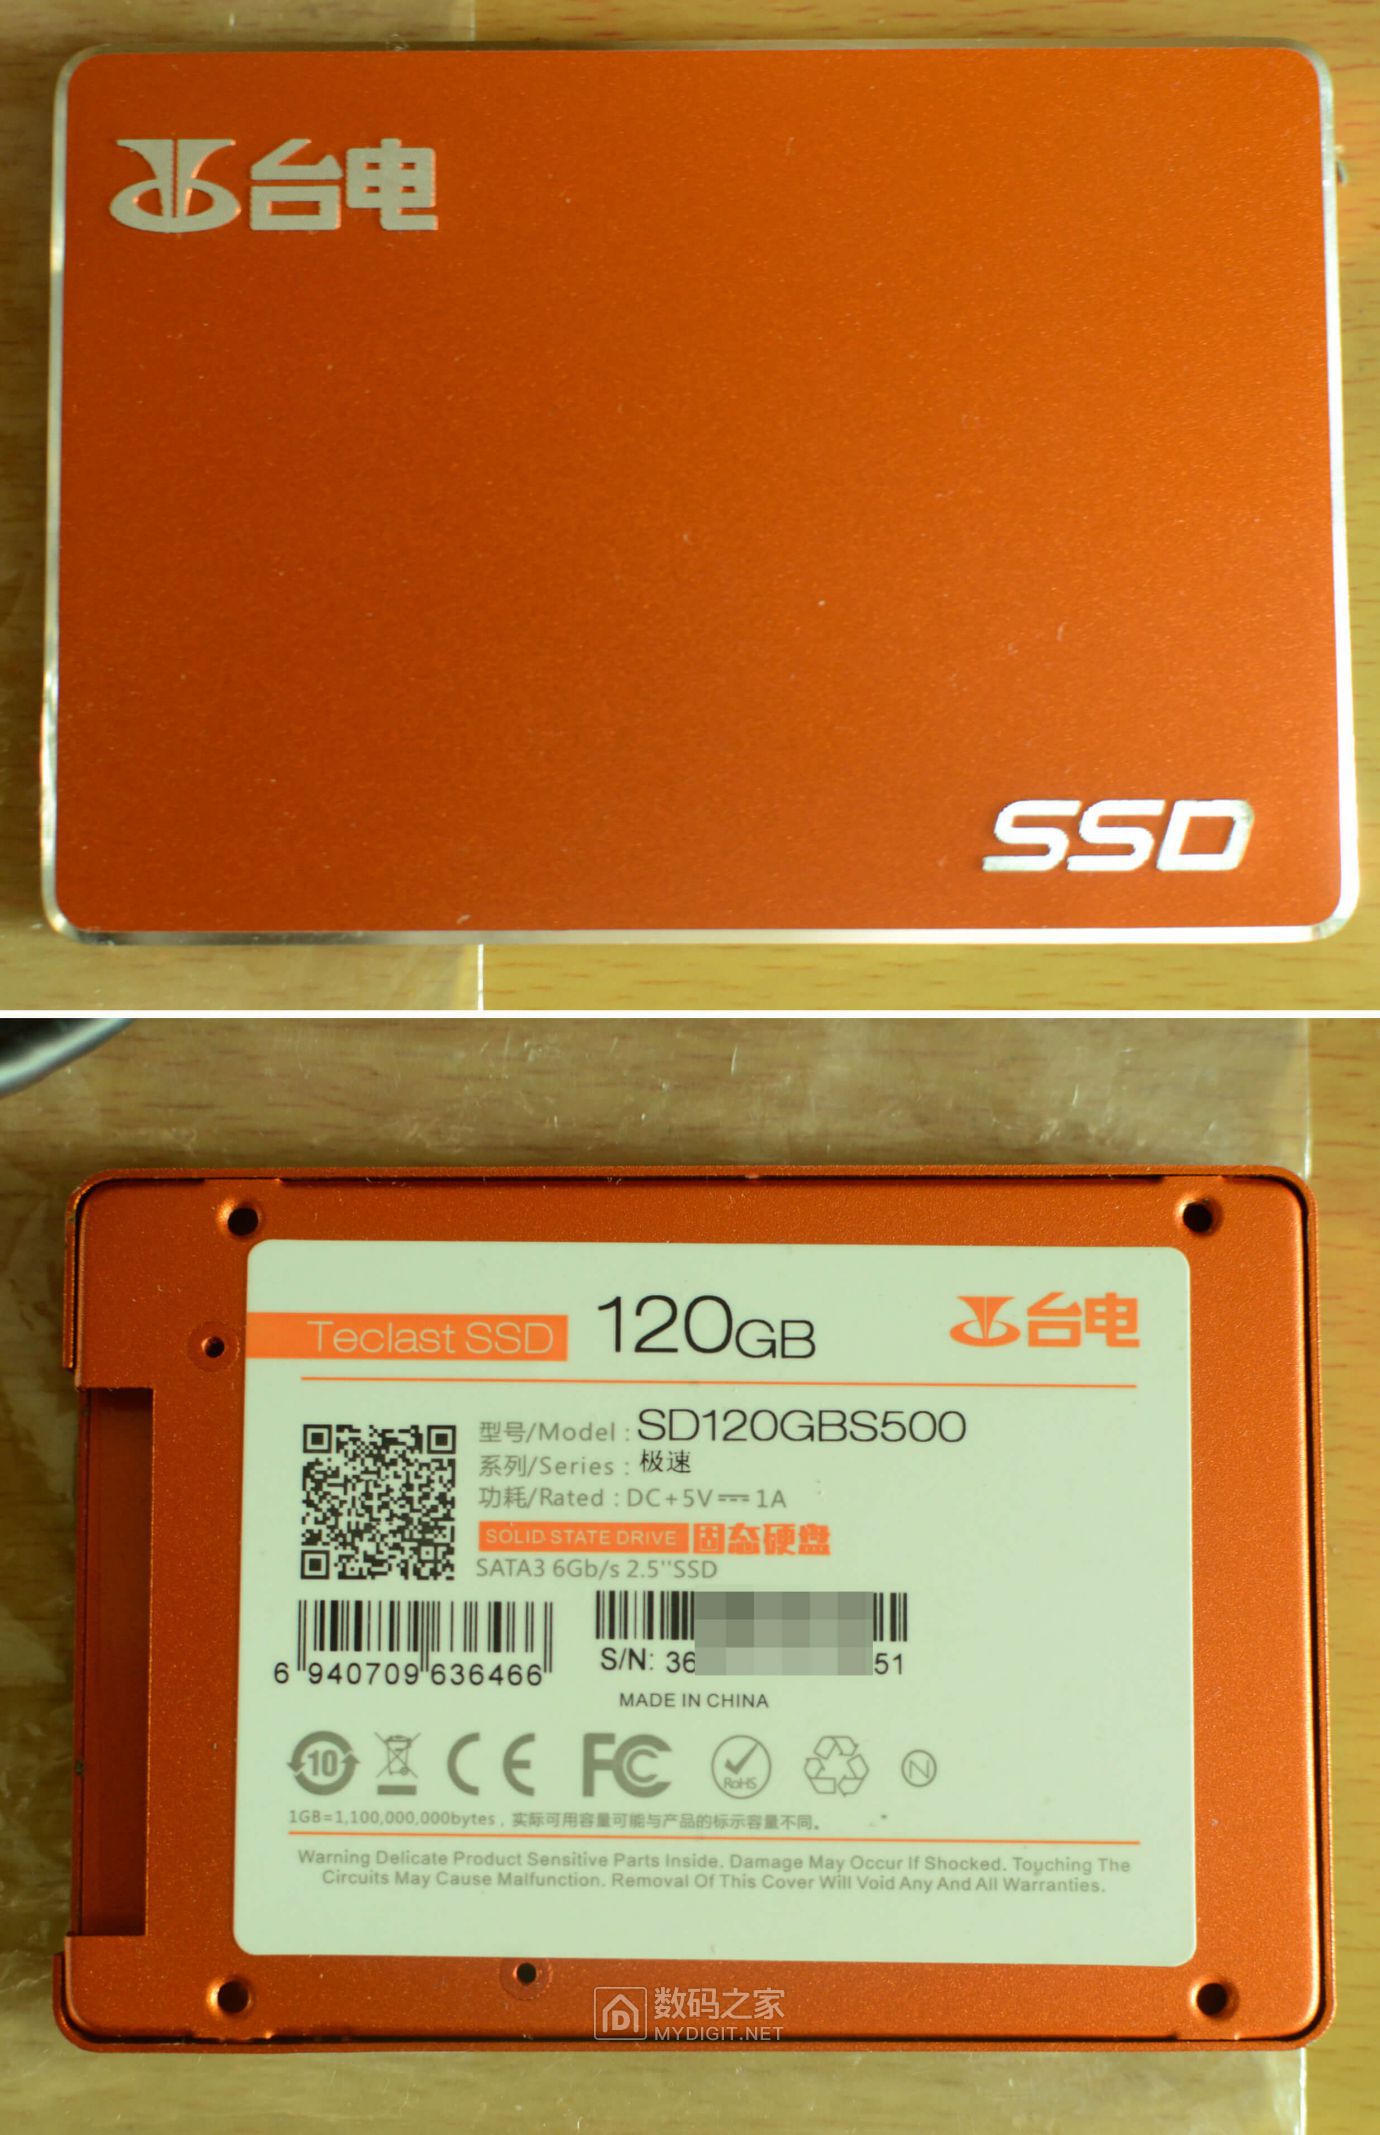 台电
SSD
Teclast SSD 120GB 台电
型号/Model : SD120GBS500
系列/Series : 极速
功耗/Rated : DC+5V⎓1A
SOLID STATE DRIVE 固态硬盘
SATA3 6Gb/s 2.5''SSD
6 940709 636466
S/N: 36 51
MADE IN CHINA
10 CE FC RoHS N
1GB=1,100,000,000bytes，实际可用容量可能与产品的标示容量不同。
Warning Delicate Product Sensitive Parts Inside. Damage May Occur If Shocked. Touching The
Circuits May Cause Malfunction. Removal Of This Cover Will Void Any And All Warranties.
数码之家
MYDIGIT.NET